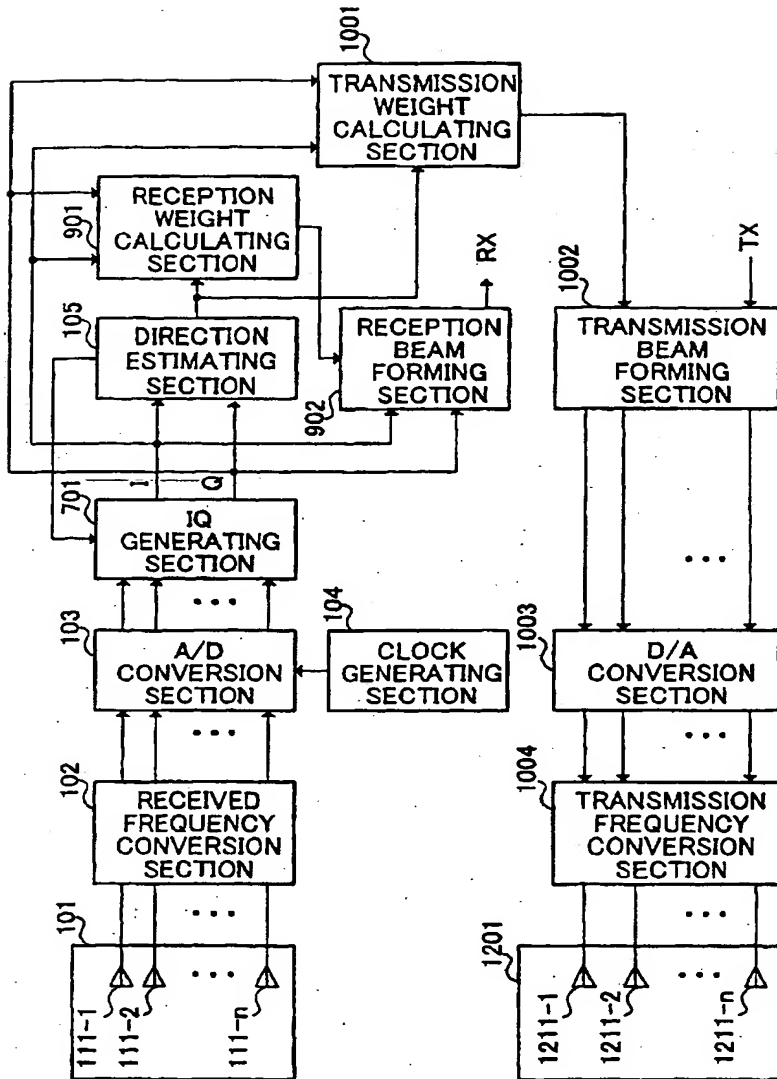 101
111-1
111-2
111-n
102
RECEIVED
FREQUENCY
CONVERSION
SECTION
103
A/D
CONVERSION
SECTION
104
CLOCK
GENERATING
SECTION
701
IQ
GENERATING
SECTION
I
Q
105
DIRECTION
ESTIMATING
SECTION
901
RECEPTION
WEIGHT
CALCULATING
SECTION
902
RECEPTION
BEAM
FORMING
SECTION
RX
1001
TRANSMISSION
WEIGHT
CALCULATING
SECTION
1201
1211-1
1211-2
1211-n
1004
TRANSMISSION
FREQUENCY
CONVERSION
SECTION
1003
D/A
CONVERSION
SECTION
1002
TRANSMISSION
BEAM
FORMING
SECTION
TX